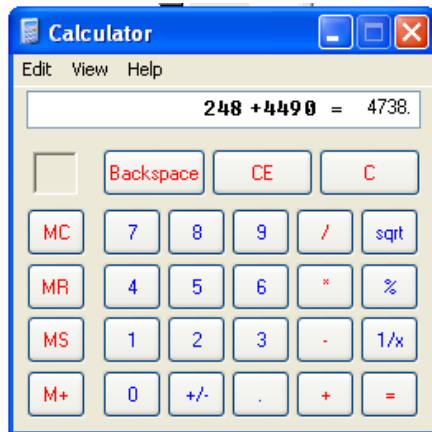 Calculator
Edit View Help
248 +4490 = 4738.
Backspace CE C
MC 7 8 9 / sqrt
MR 4 5 6 * %
MS 1 2 3 - 1/x
M+ 0 +/- . + =